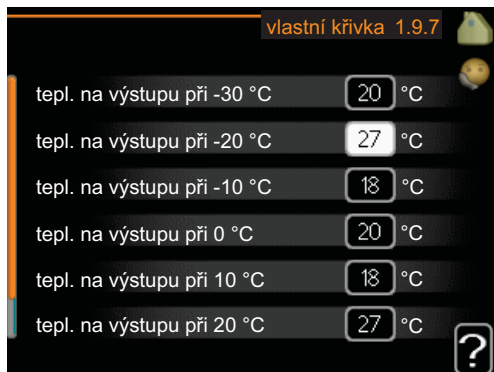 vlastní křivka 1.9.7
tepl. na výstupu při -30 °C 20 °C
tepl. na výstupu při -20 °C 27 °C
tepl. na výstupu při -10 °C 18 °C
tepl. na výstupu při 0 °C 20 °C
tepl. na výstupu při 10 °C 18 °C
tepl. na výstupu při 20 °C 27 °C
?